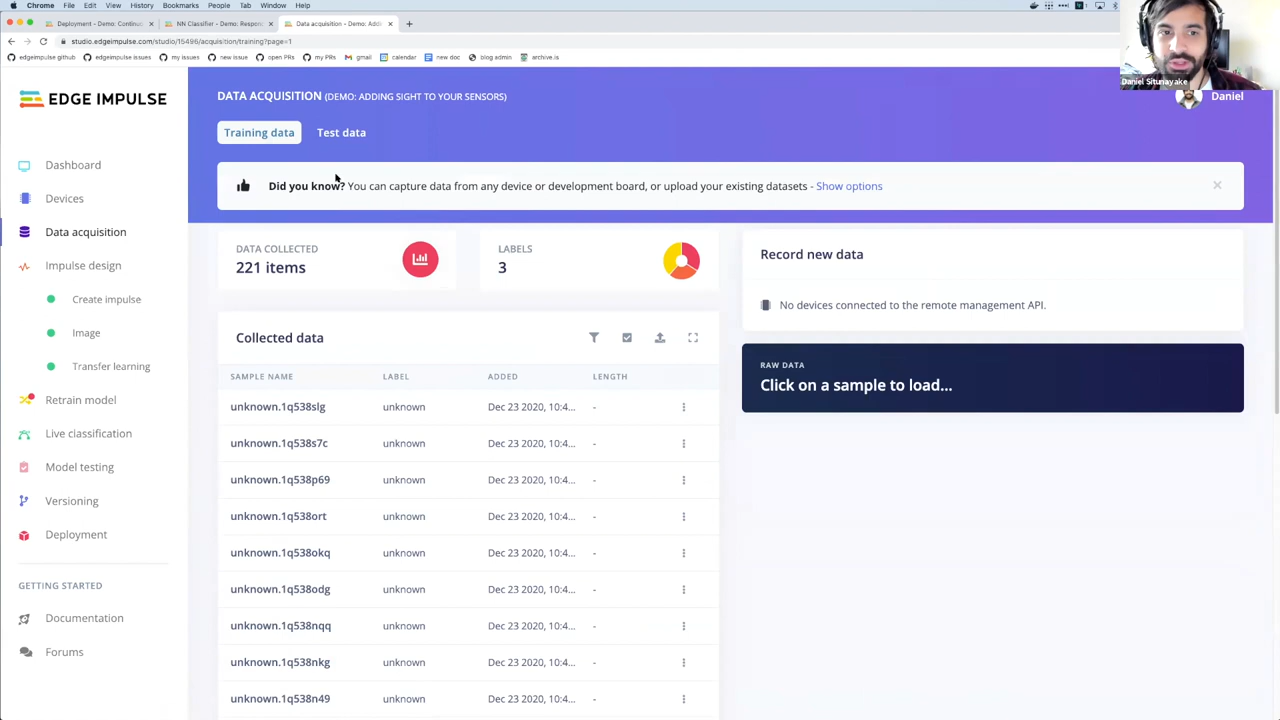 Chrome File Edit View History Bookmarks People Tab Window Help
Deployment - Demo: Continuo × NN Classifier - Demo: Respon × Data acquisition - Demo: Addi × +
studio.edgeimpulse.com/studio/15496/acquisition/training?page=1
edgeimpulse github edgeimpulse issues my issues new issue open PRs my PRs gmail calendar new doc blog admin archive.is
Daniel Situnayake
EDGE IMPULSE
DATA ACQUISITION (DEMO: ADDING SIGHT TO YOUR SENSORS)
Daniel
Training data Test data
Did you know? You can capture data from any device or development board, or upload your existing datasets - Show options ×
Dashboard
Devices
Data acquisition
Impulse design
Create impulse
Image
Transfer learning
Retrain model
Live classification
Model testing
Versioning
Deployment
GETTING STARTED
Documentation
Forums
DATA COLLECTED
221 items
LABELS
3
Record new data
No devices connected to the remote management API.
RAW DATA
Click on a sample to load...
Collected data
SAMPLE NAME LABEL ADDED LENGTH
unknown.1q538slg unknown Dec 23 2020, 10:4... -
unknown.1q538s7c unknown Dec 23 2020, 10:4... -
unknown.1q538p69 unknown Dec 23 2020, 10:4... -
unknown.1q538ort unknown Dec 23 2020, 10:4... -
unknown.1q538okq unknown Dec 23 2020, 10:4... -
unknown.1q538odg unknown Dec 23 2020, 10:4... -
unknown.1q538nqq unknown Dec 23 2020, 10:4... -
unknown.1q538nkg unknown Dec 23 2020, 10:4... -
unknown.1q538n49 unknown Dec 23 2020, 10:4... -